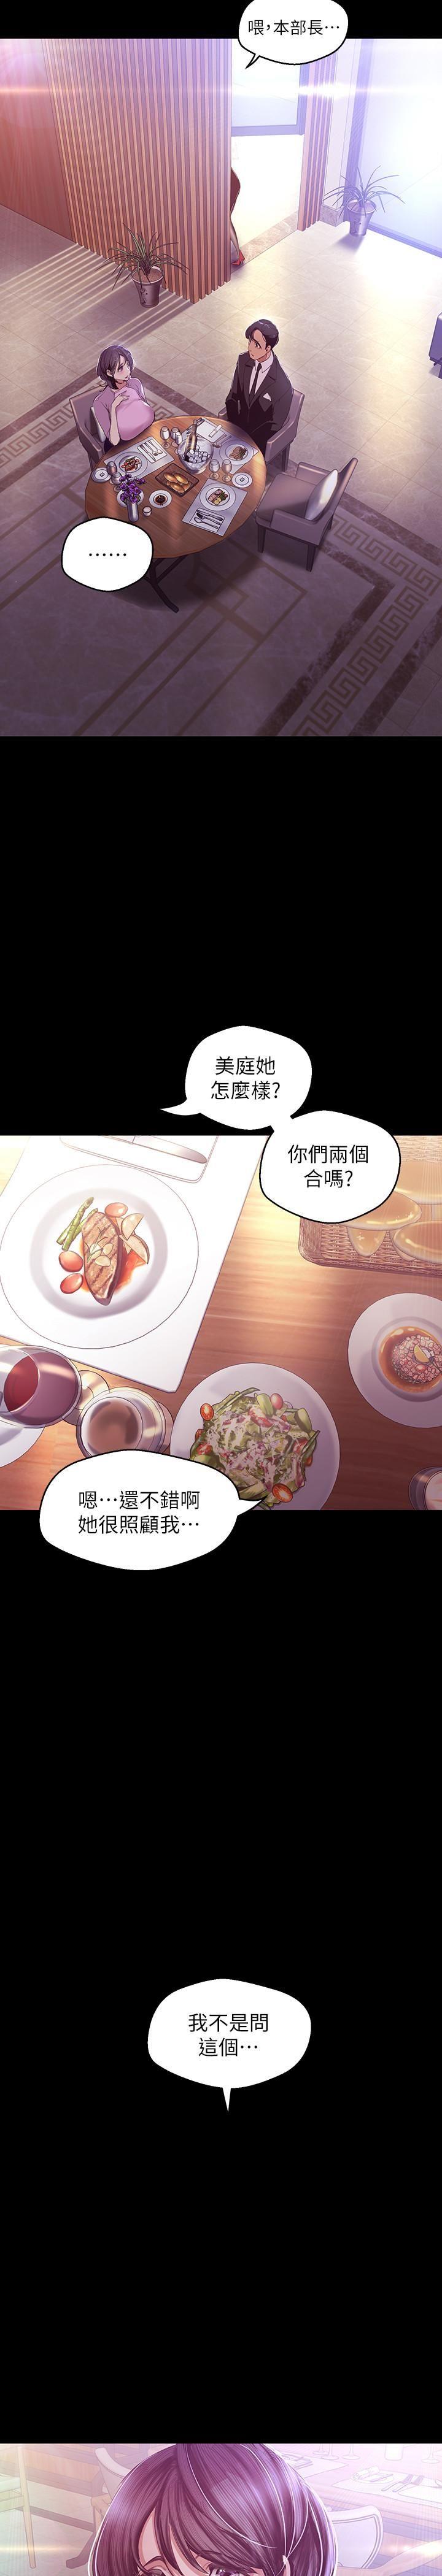 喂,本部長⋯
⋯⋯
美庭她
怎麼樣?
你們兩個
合嗎?
嗯⋯還不錯啊
她很照顧我⋯
我不是問
這個⋯